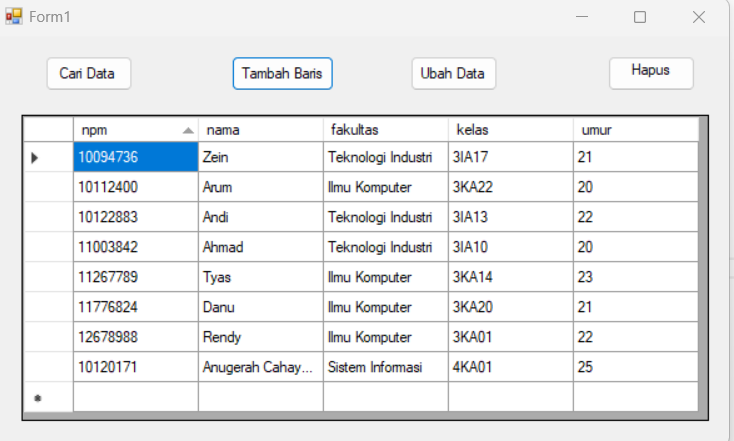 Form1
Cari Data Tambah Baris Ubah Data Hapus
npm nama fakultas kelas umur
10094736 Zein Teknologi Industri 3IA17 21
10112400 Arum Ilmu Komputer 3KA22 20
10122883 Andi Teknologi Industri 3IA13 22
11003842 Ahmad Teknologi Industri 3IA10 20
11267789 Tyas Ilmu Komputer 3KA14 23
11776824 Danu Ilmu Komputer 3KA20 21
12678988 Rendy Ilmu Komputer 3KA01 22
10120171 Anugerah Cahay... Sistem Informasi 4KA01 25